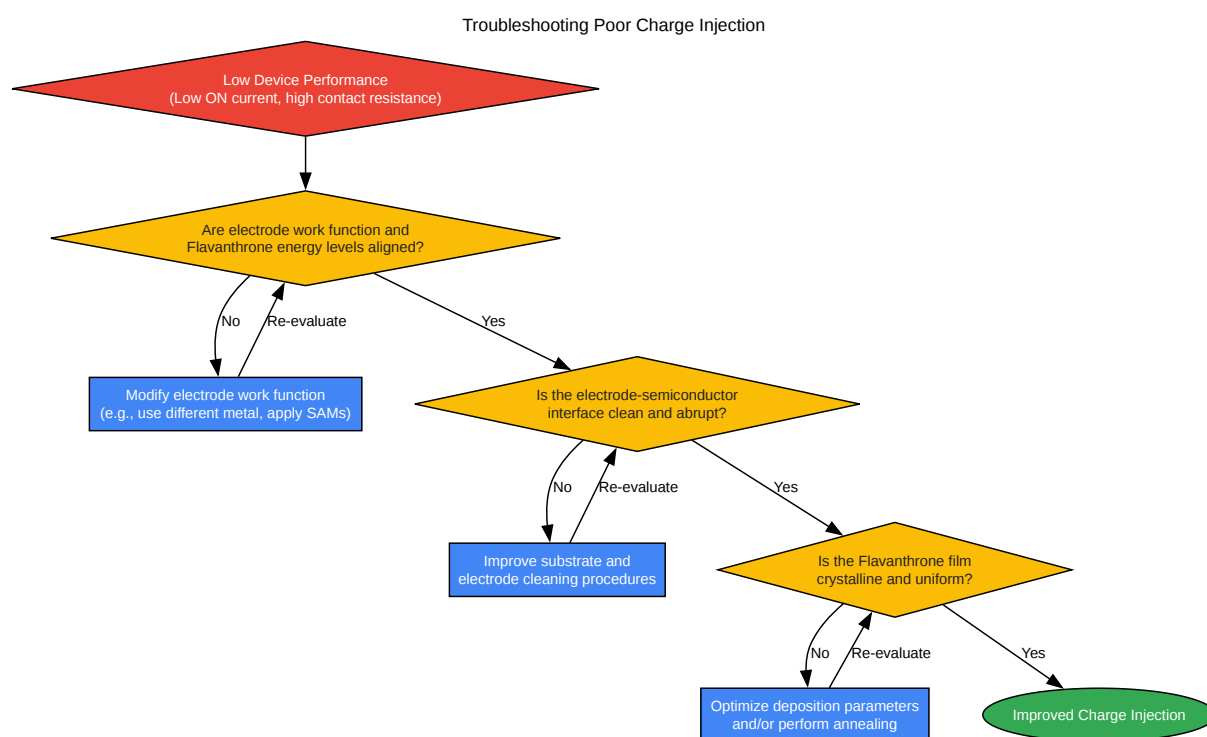 Troubleshooting Poor Charge Injection
Low Device Performance
(Low ON current, high contact resistance)
Are electrode work function and
Flavanthrone energy levels aligned?
No
Re-evaluate
Yes
Modify electrode work function
(e.g., use different metal, apply SAMs)
Is the electrode-semiconductor
interface clean and abrupt?
No
Re-evaluate
Yes
Improve substrate and
electrode cleaning procedures
Is the Flavanthrone film
crystalline and uniform?
No
Re-evaluate
Yes
Optimize deposition parameters
and/or perform annealing
Improved Charge Injection